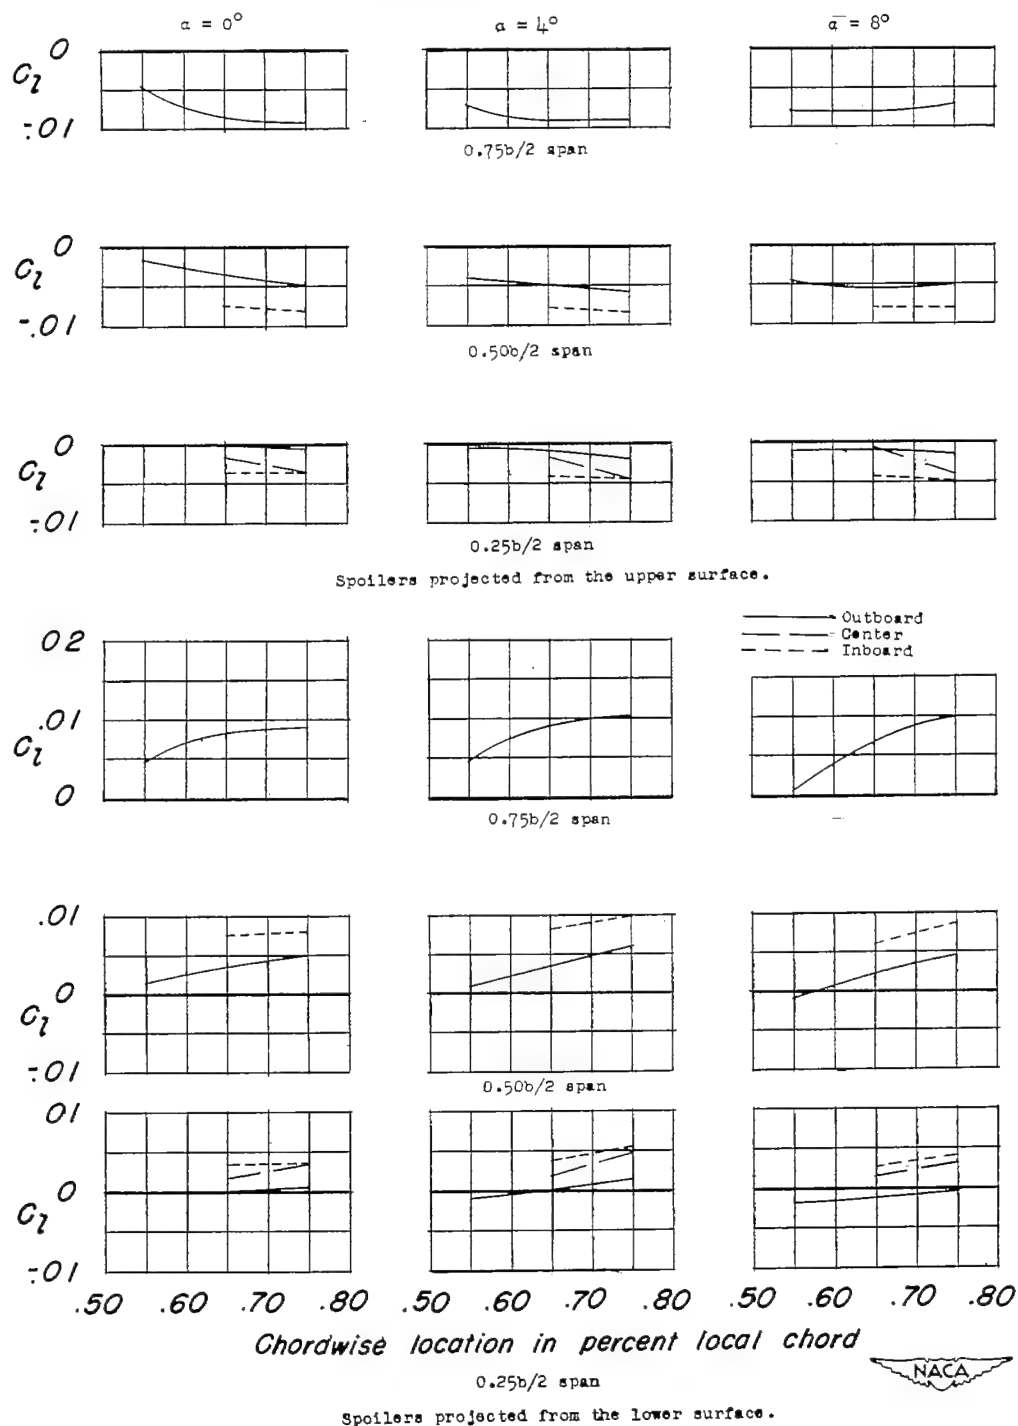 α = 0° α = 4° α = 8°
0
C_l
-.01
0.75b/2 span
0
C_l
-.01
0.50b/2 span
0
C_l
-.01
0.25b/2 span
Spoilers projected from the upper surface.
Outboard
Center
Inboard
02
.01
C_l
0
0.75b/2 span
.01
0
C_l
-.01
0.50b/2 span
01
0
C_l
-.01
.50 .60 .70 .80 .50 .60 .70 .80 .50 .60 .70 .80
Chordwise location in percent local chord
NACA
0.25b/2 span
Spoilers projected from the lower surface.